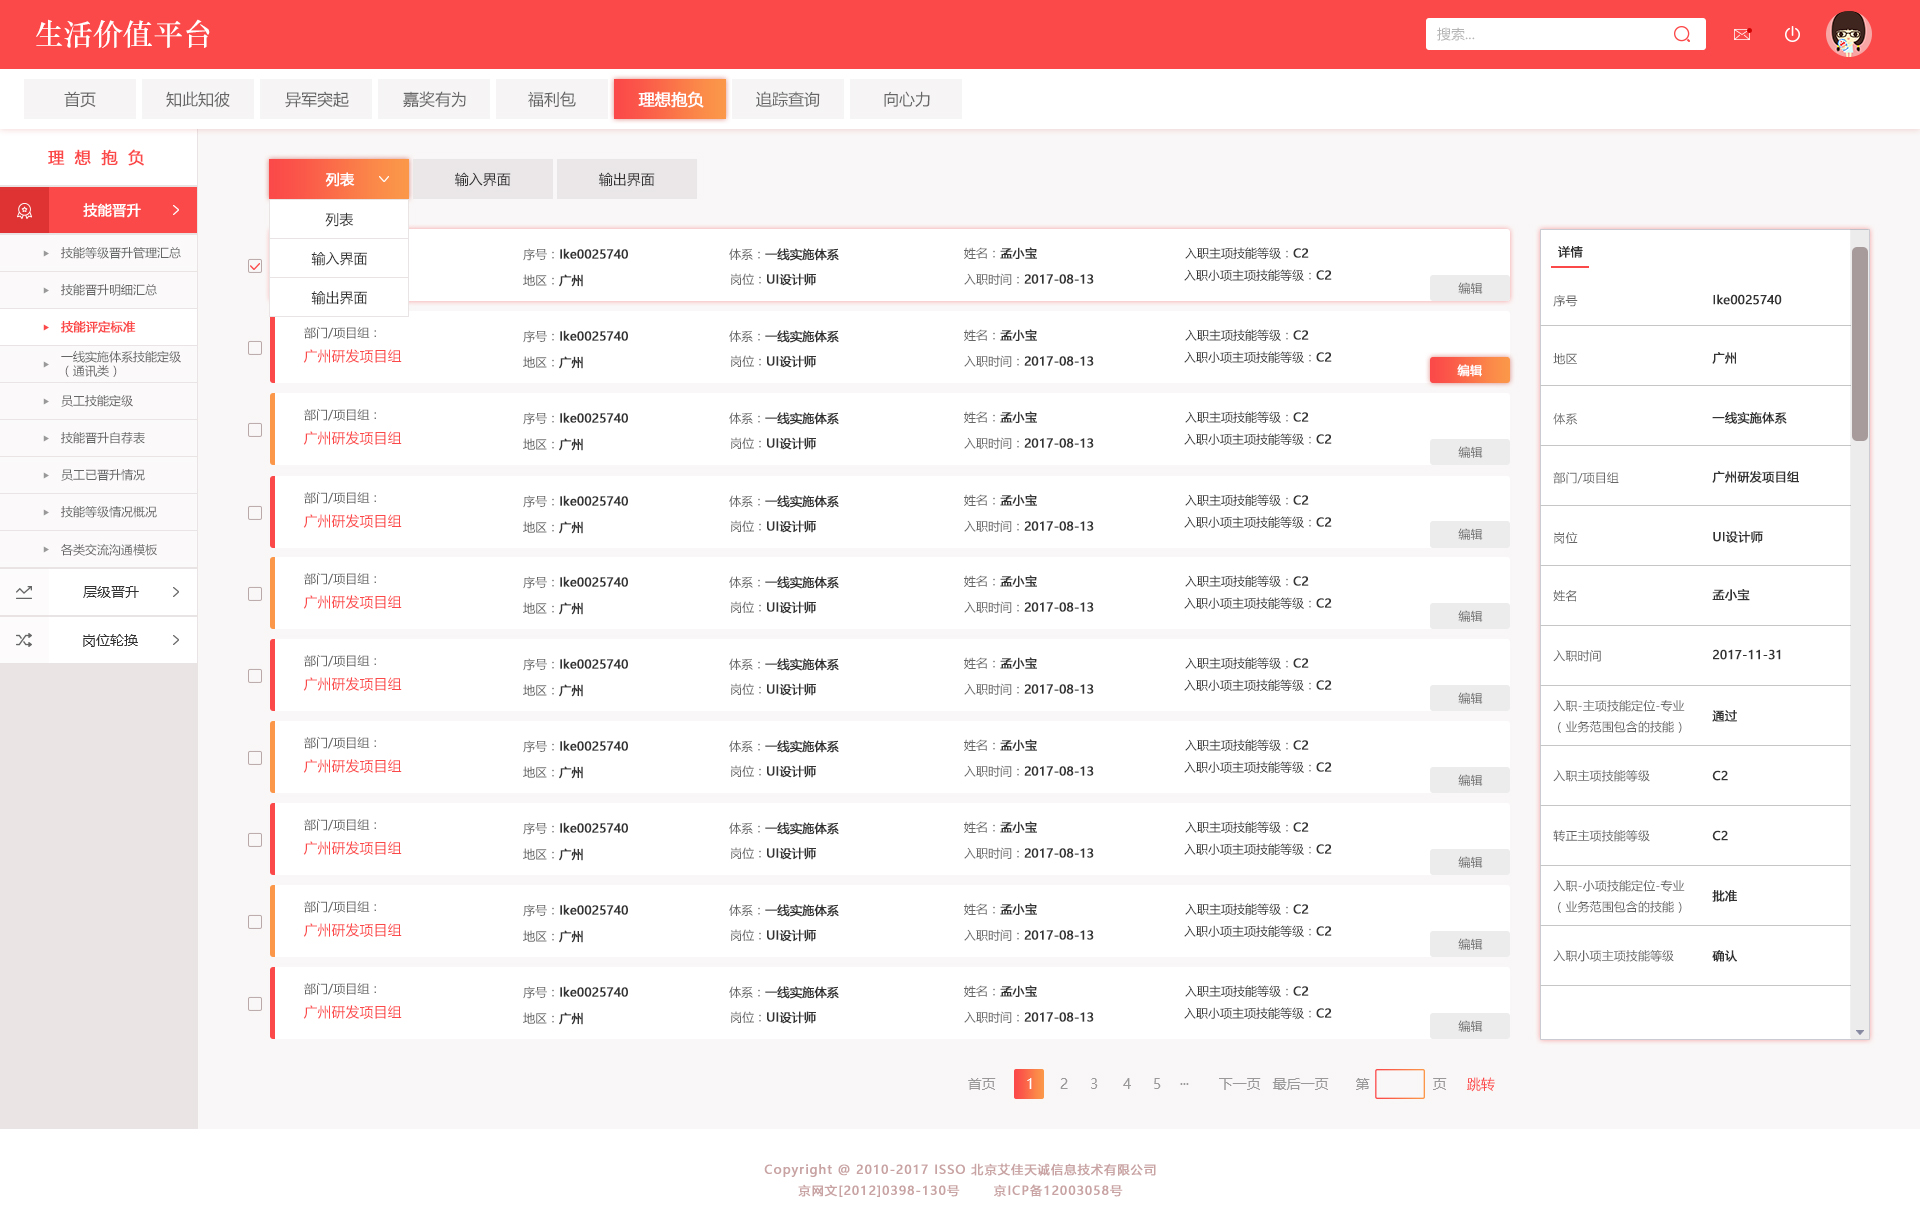 生活价值平台
搜索...
首页 知此知彼 异军突起 嘉奖有为 福利包 理想抱负 追踪查询 向心力
理想抱负
技能晋升
技能等级晋升管理汇总
技能晋升明细汇总
技能评定标准
一线实施体系技能定级
（通讯类）
员工技能定级
技能晋升自荐表
员工已晋升情况
技能等级情况概况
各类交流沟通模板
层级晋升
岗位轮换
列表 输入界面 输出界面
列表
输入界面
输出界面
序号：Ike0025740 体系：一线实施体系 姓名：孟小宝 入职主项技能等级：C2
地区：广州 岗位：UI设计师 入职时间：2017-08-13 入职小项主项技能等级：C2
编辑
部门/项目组： 序号：Ike0025740 体系：一线实施体系 姓名：孟小宝 入职主项技能等级：C2
广州研发项目组 地区：广州 岗位：UI设计师 入职时间：2017-08-13 入职小项主项技能等级：C2
编辑
部门/项目组： 序号：Ike0025740 体系：一线实施体系 姓名：孟小宝 入职主项技能等级：C2
广州研发项目组 地区：广州 岗位：UI设计师 入职时间：2017-08-13 入职小项主项技能等级：C2
编辑
部门/项目组： 序号：Ike0025740 体系：一线实施体系 姓名：孟小宝 入职主项技能等级：C2
广州研发项目组 地区：广州 岗位：UI设计师 入职时间：2017-08-13 入职小项主项技能等级：C2
编辑
部门/项目组： 序号：Ike0025740 体系：一线实施体系 姓名：孟小宝 入职主项技能等级：C2
广州研发项目组 地区：广州 岗位：UI设计师 入职时间：2017-08-13 入职小项主项技能等级：C2
编辑
部门/项目组： 序号：Ike0025740 体系：一线实施体系 姓名：孟小宝 入职主项技能等级：C2
广州研发项目组 地区：广州 岗位：UI设计师 入职时间：2017-08-13 入职小项主项技能等级：C2
编辑
部门/项目组： 序号：Ike0025740 体系：一线实施体系 姓名：孟小宝 入职主项技能等级：C2
广州研发项目组 地区：广州 岗位：UI设计师 入职时间：2017-08-13 入职小项主项技能等级：C2
编辑
部门/项目组： 序号：Ike0025740 体系：一线实施体系 姓名：孟小宝 入职主项技能等级：C2
广州研发项目组 地区：广州 岗位：UI设计师 入职时间：2017-08-13 入职小项主项技能等级：C2
编辑
部门/项目组： 序号：Ike0025740 体系：一线实施体系 姓名：孟小宝 入职主项技能等级：C2
广州研发项目组 地区：广州 岗位：UI设计师 入职时间：2017-08-13 入职小项主项技能等级：C2
编辑
部门/项目组： 序号：Ike0025740 体系：一线实施体系 姓名：孟小宝 入职主项技能等级：C2
广州研发项目组 地区：广州 岗位：UI设计师 入职时间：2017-08-13 入职小项主项技能等级：C2
编辑
详情
序号 Ike0025740
地区 广州
体系 一线实施体系
部门/项目组 广州研发项目组
岗位 UI设计师
姓名 孟小宝
入职时间 2017-11-31
入职-主项技能定位-专业
（业务范围包含的技能） 通过
入职主项技能等级 C2
转正主项技能等级 C2
入职-小项技能定位-专业
（业务范围包含的技能） 批准
入职小项主项技能等级 确认
首页 1 2 3 4 5 ... 下一页 最后一页 第 页 跳转
Copyright @ 2010-2017 ISSO 北京艾佳天诚信息技术有限公司
京网文[2012]0398-130号 京ICP备12003058号